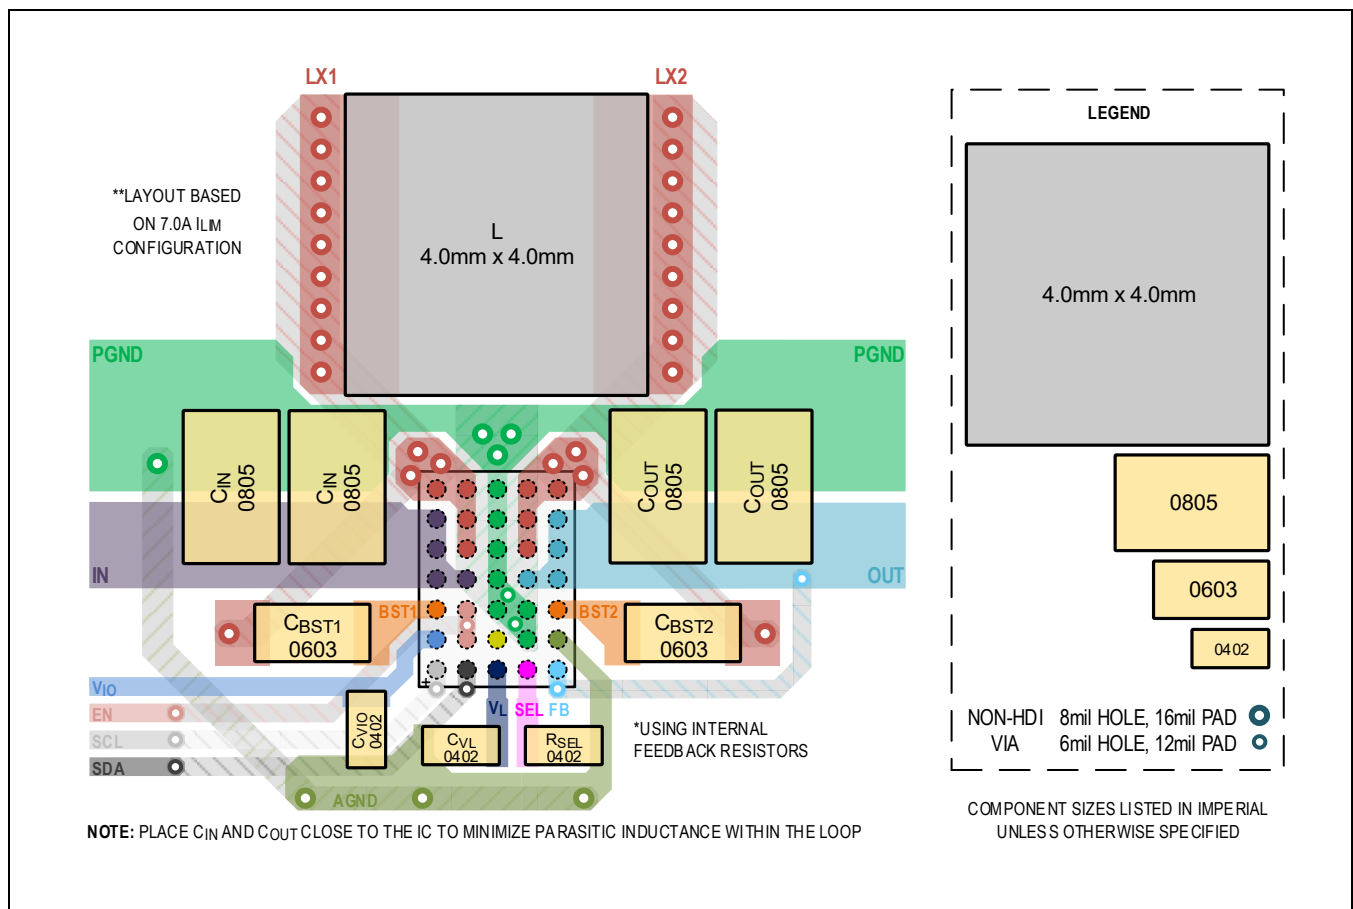 LX1
LX2
**LAYOUT BASED
ON 7.0A ILIM
CONFIGURATION
L
4.0mm x 4.0mm
PGND
PGND
CIN
0805
CIN
0805
COUT
0805
COUT
0805
IN
OUT
BST1
BST2
CBST1
0603
CBST2
0603
VIO
EN
SCL
SDA
+
VL
SEL
FB
CVIO
0402
CVL
0402
RSEL
0402
*USING INTERNAL
FEEDBACK RESISTORS
AGND
NOTE: PLACE CIN AND COUT CLOSE TO THE IC TO MINIMIZE PARASITIC INDUCTANCE WITHIN THE LOOP
LEGEND
4.0mm x 4.0mm
0805
0603
0402
NON-HDI 8mil HOLE, 16mil PAD
VIA 6mil HOLE, 12mil PAD
COMPONENT SIZES LISTED IN IMPERIAL
UNLESS OTHERWISE SPECIFIED